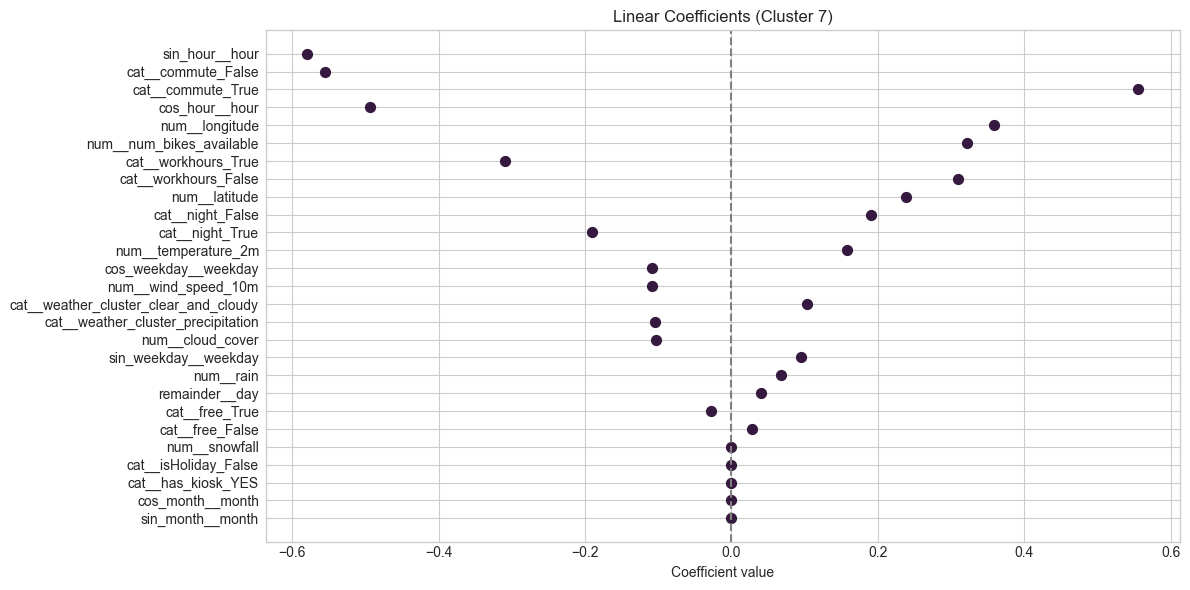 Linear Coefficients (Cluster 7)
sin_hour__hour
cat__commute_False
cat__commute_True
cos_hour__hour
num__longitude
num__num_bikes_available
cat__workhours_True
cat__workhours_False
num__latitude
cat__night_False
cat__night_True
num__temperature_2m
cos_weekday__weekday
num__wind_speed_10m
cat__weather_cluster_clear_and_cloudy
cat__weather_cluster_precipitation
num__cloud_cover
sin_weekday__weekday
num__rain
remainder__day
cat__free_True
cat__free_False
num__snowfall
cat__isHoliday_False
cat__has_kiosk_YES
cos_month__month
sin_month__month
−0.6 −0.4 −0.2 0.0 0.2 0.4 0.6
Coefficient value